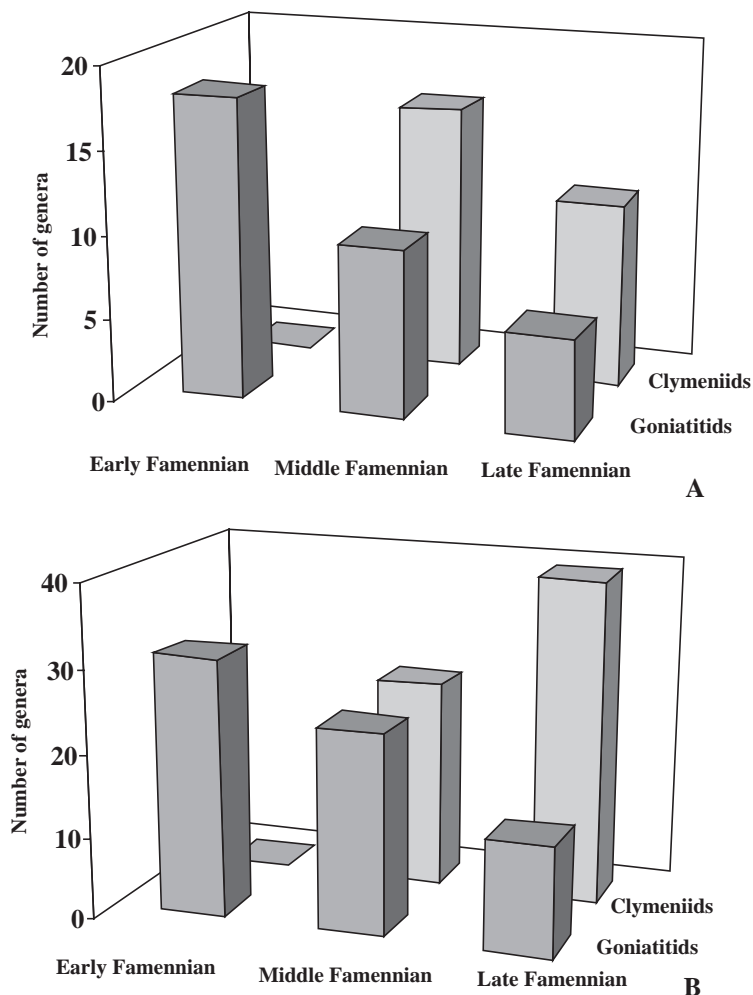 20
15
10
5
0
Number of genera
Clymeniids
Goniatitids
Early Famennian
Middle Famennian
Late Famennian
A
40
30
20
10
0
Number of genera
Clymeniids
Goniatitids
Early Famennian
Middle Famennian
Late Famennian
B